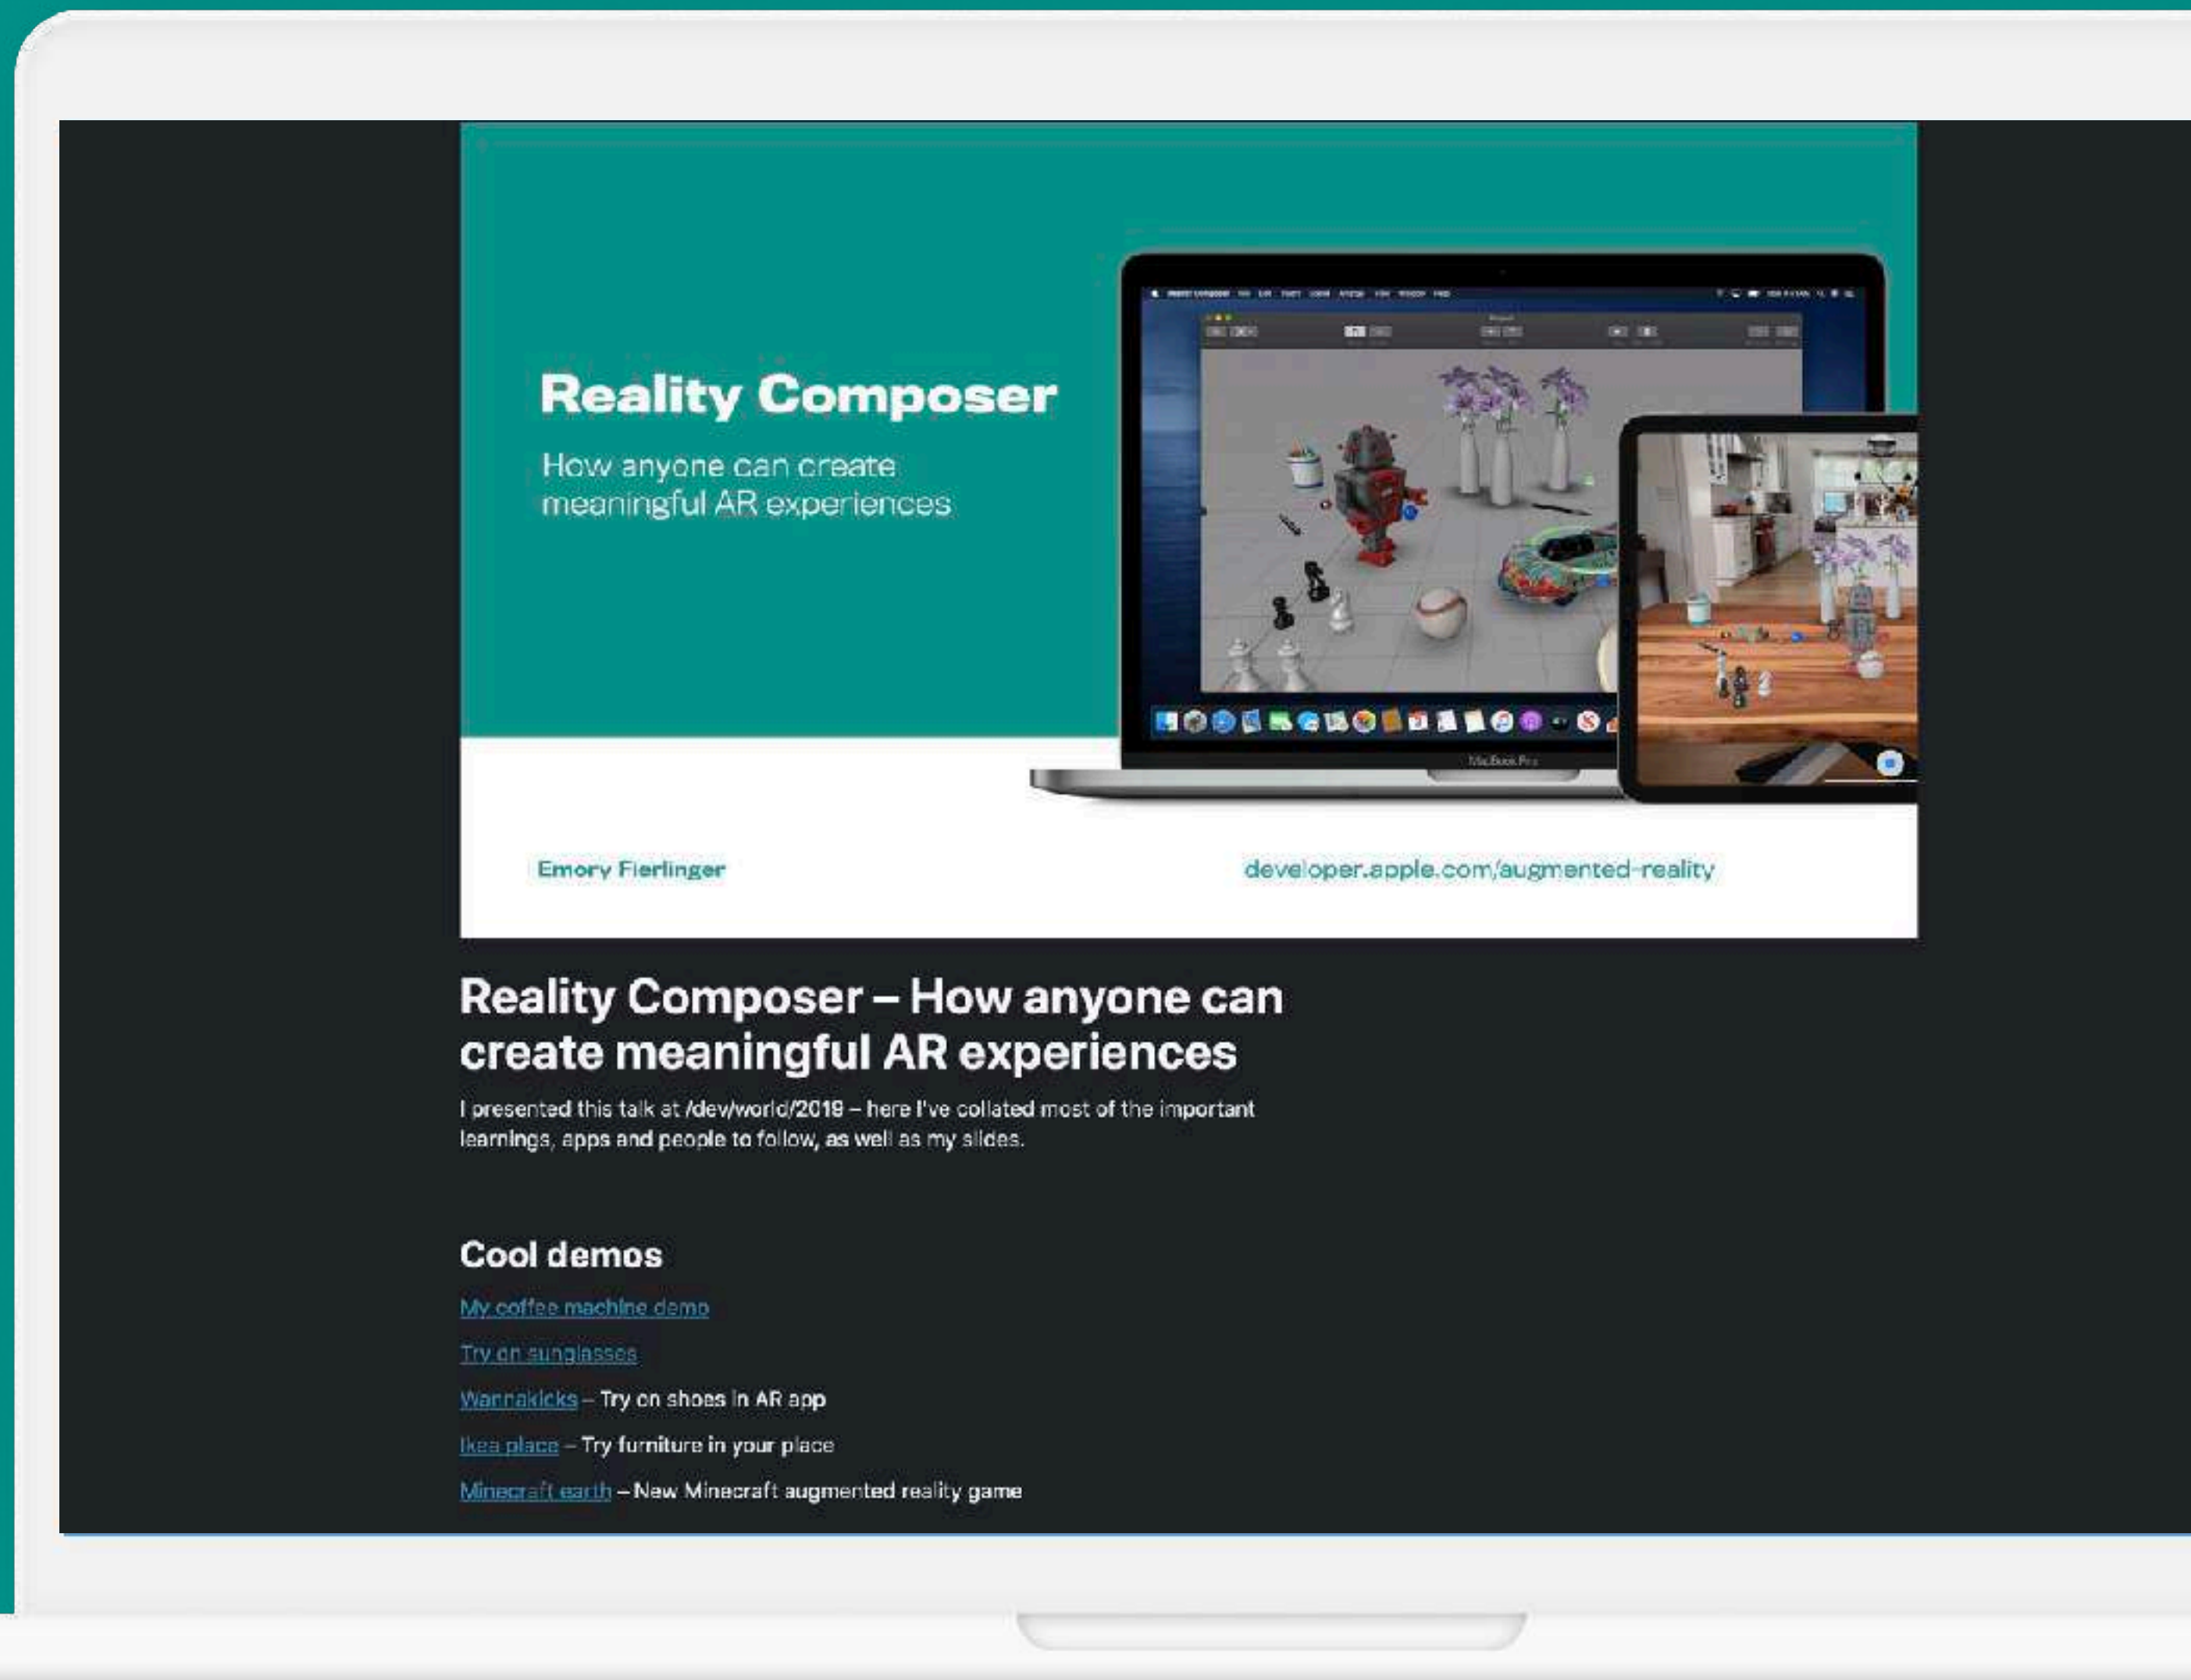 Reality Composer
How anyone can create
meaningful AR experiences
MacBook Pro
Emory Fierlinger
developer.apple.com/augmented-reality
Reality Composer – How anyone can
create meaningful AR experiences
I presented this talk at /dev/world/2019 – here I've collated most of the important
learnings, apps and people to follow, as well as my slides.
Cool demos
My coffee machine demo
Try on sunglasses
Wannakicks – Try on shoes in AR app
Ikea place – Try furniture in your place
Minecraft earth – New Minecraft augmented reality game